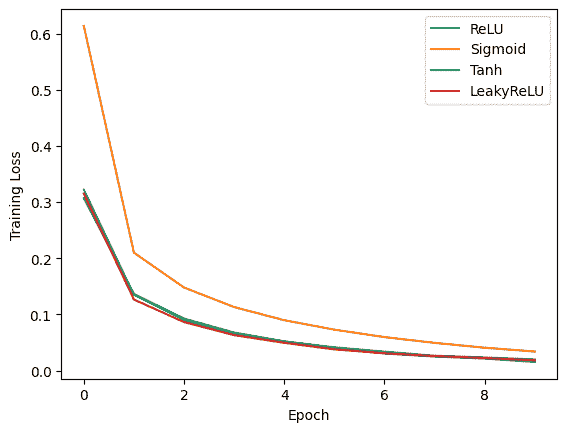 0.6
0.5
0.4
0.3
0.2
0.1
0.0
Training Loss
0 2 4 6 8
Epoch
ReLU
Sigmoid
Tanh
LeakyReLU